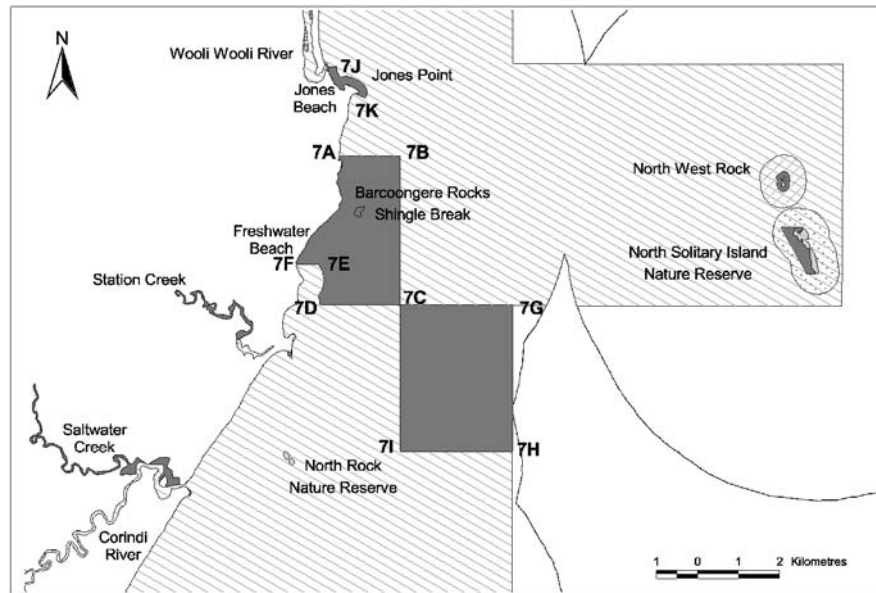 N
Wooli Wooli River
7J
Jones Point
Jones
Beach
7K
7A
7B
North West Rock
Barcoongere Rocks
Shingle Break
Freshwater
Beach
7F
7E
North Solitary Island
Nature Reserve
Station Creek
7D
7C
7G
Saltwater
Creek
7I
7H
North Rock
Nature Reserve
Corindi
River
1 0 1 2 Kilometres